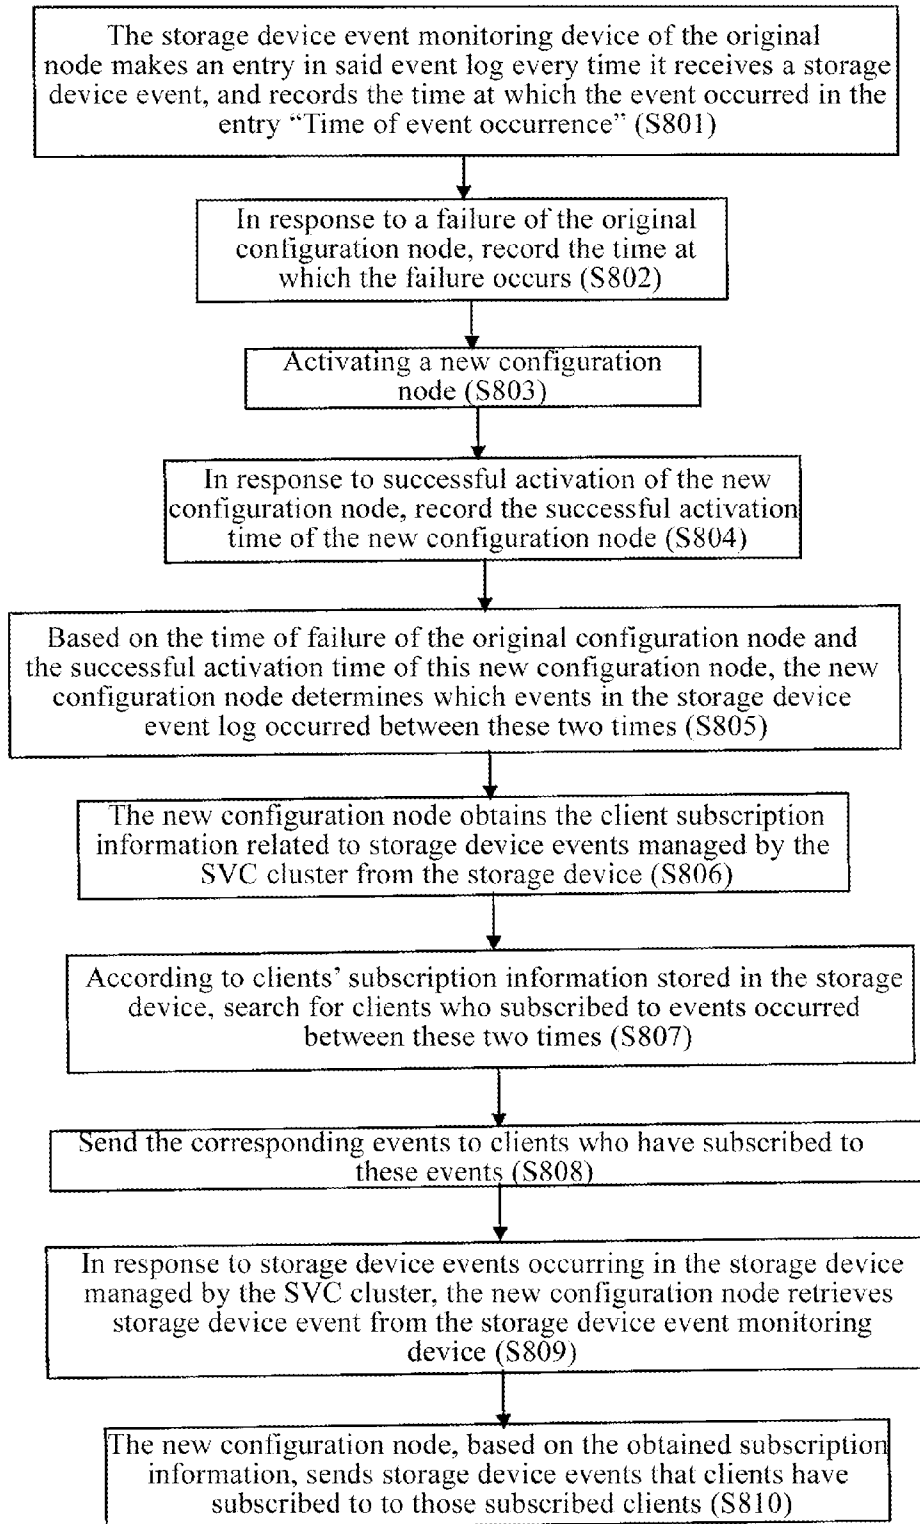 The storage device event monitoring device of the original
node makes an entry in said event log every time it receives a storage
device event, and records the time at which the event occurred in the
entry “Time of event occurrence” (S801)
In response to a failure of the original
configuration node, record the time at
which the failure occurs (S802)
Activating a new configuration
node (S803)
In response to successful activation of the new
configuration node, record the successful activation
time of the new configuration node (S804)
Based on the time of failure of the original configuration node and
the successful activation time of this new configuration node, the new
configuration node determines which events in the storage device
event log occurred between these two times (S805)
The new configuration node obtains the client subscription
information related to storage device events managed by the
SVC cluster from the storage device (S806)
According to clients’ subscription information stored in the storage
device, search for clients who subscribed to events occurred
between these two times (S807)
Send the corresponding events to clients who have subscribed to
these events (S808)
In response to storage device events occurring in the storage device
managed by the SVC cluster, the new configuration node retrieves
storage device event from the storage device event monitoring
device (S809)
The new configuration node, based on the obtained subscription
information, sends storage device events that clients have
subscribed to to those subscribed clients (S810)